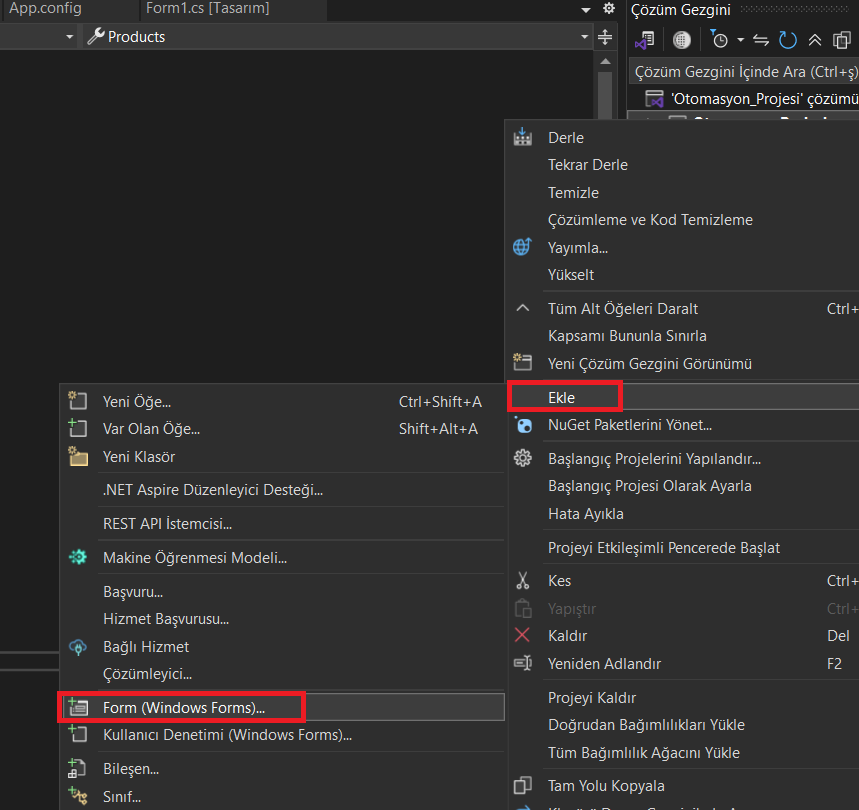 App.config Form1.cs [Tasarım]
Products
Çözüm Gezgini
Çözüm Gezgini İçinde Ara (Ctrl+ş)
'Otomasyon_Projesi' çözümü
Derle
Tekrar Derle
Temizle
Çözümleme ve Kod Temizleme
Yayımla...
Yükselt
Tüm Alt Öğeleri Daralt Ctrl+
Kapsamı Bununla Sınırla
Yeni Çözüm Gezgini Görünümü
Ekle
NuGet Paketlerini Yönet...
Başlangıç Projelerini Yapılandır...
Başlangıç Projesi Olarak Ayarla
Hata Ayıkla
Projeyi Etkileşimli Pencerede Başlat
Kes Ctrl+
Yapıştır Ctrl+
Kaldır Del
Yeniden Adlandır F2
Projeyi Kaldır
Doğrudan Bağımlılıkları Yükle
Tüm Bağımlılık Ağacını Yükle
Tam Yolu Kopyala
Yeni Öğe... Ctrl+Shift+A
Var Olan Öğe... Shift+Alt+A
Yeni Klasör
.NET Aspire Düzenleyici Desteği...
REST API İstemcisi...
Makine Öğrenmesi Modeli...
Başvuru...
Hizmet Başvurusu...
Bağlı Hizmet
Çözümleyici...
Form (Windows Forms)...
Kullanıcı Denetimi (Windows Forms)...
Bileşen...
Sınıf...